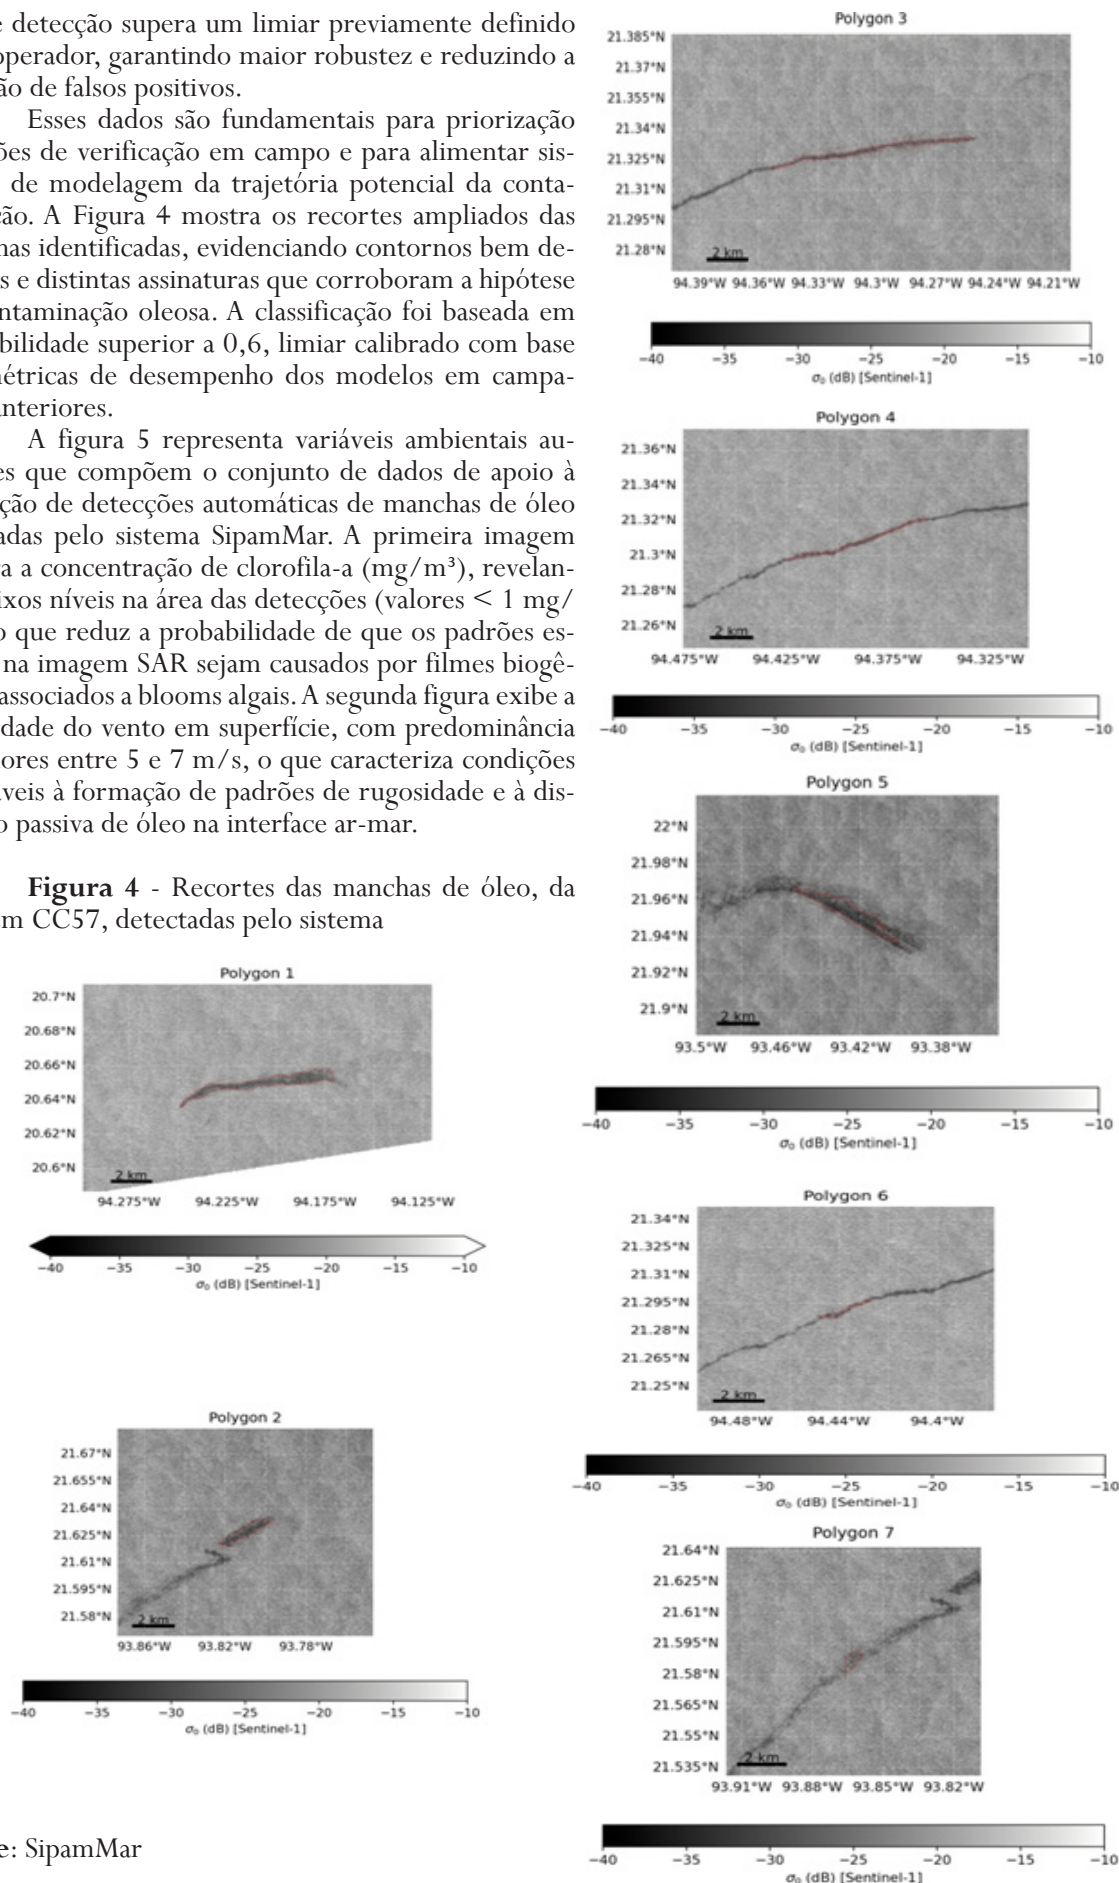 e detecção supera um limiar previamente definido
operador, garantindo maior robustez e reduzindo a
ão de falsos positivos.
Esses dados são fundamentais para priorização
ões de verificação em campo e para alimentar sis-
de modelagem da trajetória potencial da conta-
ção. A Figura 4 mostra os recortes ampliados das
has identificadas, evidenciando contornos bem de-
s e distintas assinaturas que corroboram a hipótese
ntaminação oleosa. A classificação foi baseada em
bilidade superior a 0,6, limiar calibrado com base
nétricas de desempenho dos modelos em campa-
anteriores.
A figura 5 representa variáveis ambientais au-
es que compõem o conjunto de dados de apoio à
ção de detecções automáticas de manchas de óleo
adas pelo sistema SipamMar. A primeira imagem
ra a concentração de clorofila-a (mg/m³), revelan-
ixos níveis na área das detecções (valores < 1 mg/
o que reduz a probabilidade de que os padrões es-
na imagem SAR sejam causados por filmes biogê-
associados a blooms algais. A segunda figura exibe a
idade do vento em superfície, com predominância
lores entre 5 e 7 m/s, o que caracteriza condições
áveis à formação de padrões de rugosidade e à dis-
o passiva de óleo na interface ar-mar.
Figura 4 - Recortes das manchas de óleo, da
m CC57, detectadas pelo sistema
Polygon 1
20.7°N
20.68°N
20.66°N
20.64°N
20.62°N
20.6°N
2 km
94.275°W 94.225°W 94.175°W 94.125°W
−40 −35 −30 −25 −20 −15 −10
σ₀ (dB) [Sentinel-1]
Polygon 2
21.67°N
21.655°N
21.64°N
21.625°N
21.61°N
21.595°N
21.58°N
2 km
93.86°W 93.82°W 93.78°W
−40 −35 −30 −25 −20 −15 −10
σ₀ (dB) [Sentinel-1]
e: SipamMar
Polygon 3
21.385°N
21.37°N
21.355°N
21.34°N
21.325°N
21.31°N
21.295°N
21.28°N
2 km
94.39°W 94.36°W 94.33°W 94.3°W 94.27°W 94.24°W 94.21°W
−40 −35 −30 −25 −20 −15 −10
σ₀ (dB) [Sentinel-1]
Polygon 4
21.36°N
21.34°N
21.32°N
21.3°N
21.28°N
21.26°N
2 km
94.475°W 94.425°W 94.375°W 94.325°W
−40 −35 −30 −25 −20 −15 −10
σ₀ (dB) [Sentinel-1]
Polygon 5
22°N
21.98°N
21.96°N
21.94°N
21.92°N
21.9°N
2 km
93.5°W 93.46°W 93.42°W 93.38°W
−40 −35 −30 −25 −20 −15 −10
σ₀ (dB) [Sentinel-1]
Polygon 6
21.34°N
21.325°N
21.31°N
21.295°N
21.28°N
21.265°N
21.25°N
2 km
94.48°W 94.44°W 94.4°W
−40 −35 −30 −25 −20 −15 −10
σ₀ (dB) [Sentinel-1]
Polygon 7
21.64°N
21.625°N
21.61°N
21.595°N
21.58°N
21.565°N
21.55°N
21.535°N
2 km
93.91°W 93.88°W 93.85°W 93.82°W
−40 −35 −30 −25 −20 −15 −10
σ₀ (dB) [Sentinel-1]